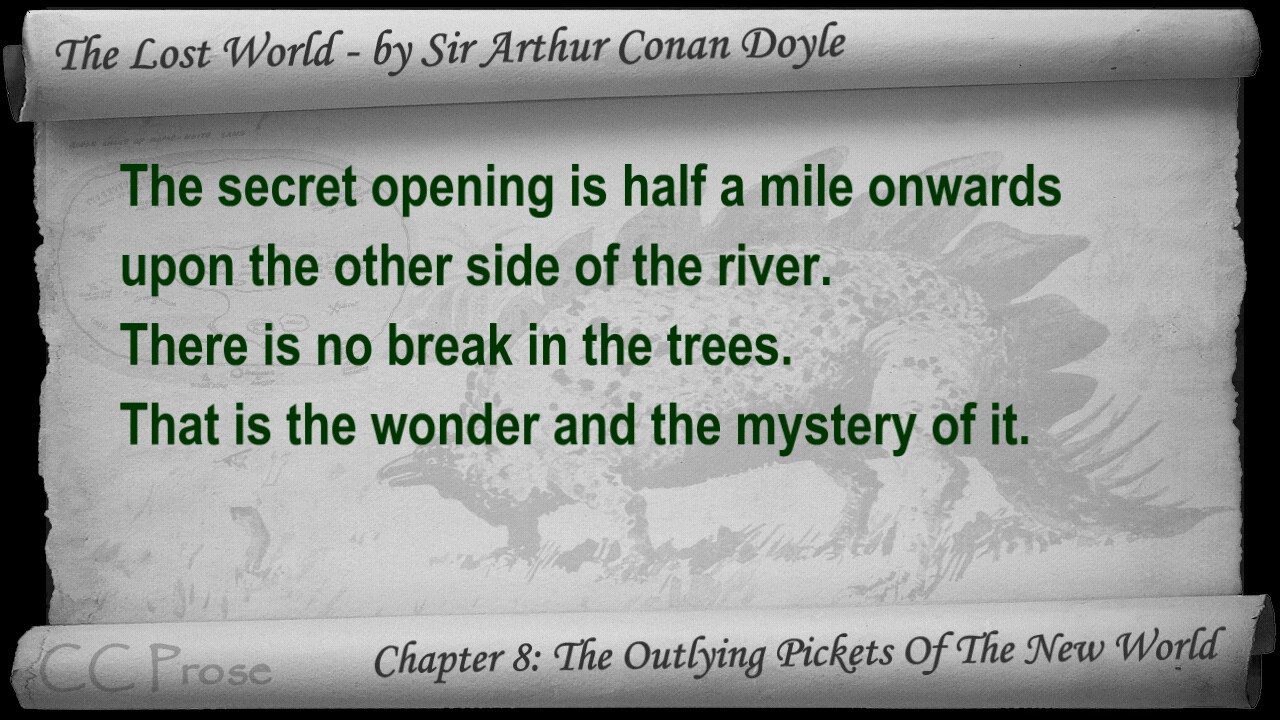 The Lost World - by Sir Arthur Conan Doyle
The secret opening is half a mile onwards
upon the other side of the river.
There is no break in the trees.
That is the wonder and the mystery of it.
CC Prose
Chapter 8: The Outlying Pickets Of The New World